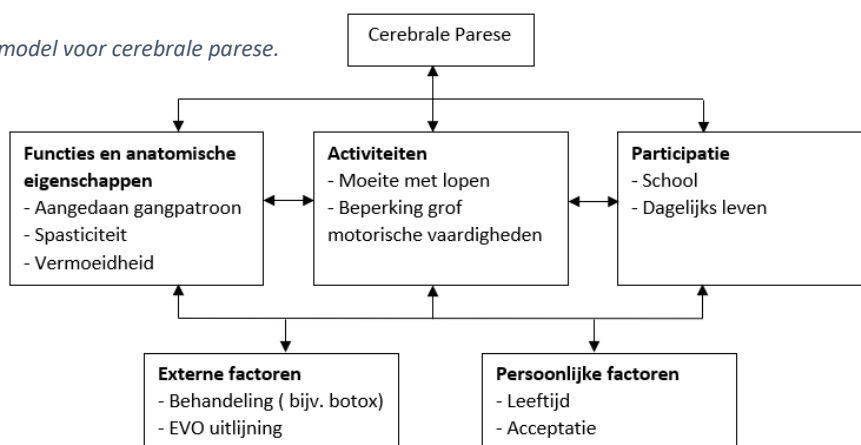 model voor cerebrale parese.
Cerebrale Parese
Functies en anatomische
eigenschappen
- Aangedaan gangpatroon
- Spasticiteit
- Vermoeidheid
Activiteiten
- Moeite met lopen
- Beperking grof
motorische vaardigheden
Participatie
- School
- Dagelijks leven
Externe factoren
- Behandeling ( bijv. botox)
- EVO uitlijning
Persoonlijke factoren
- Leeftijd
- Acceptatie